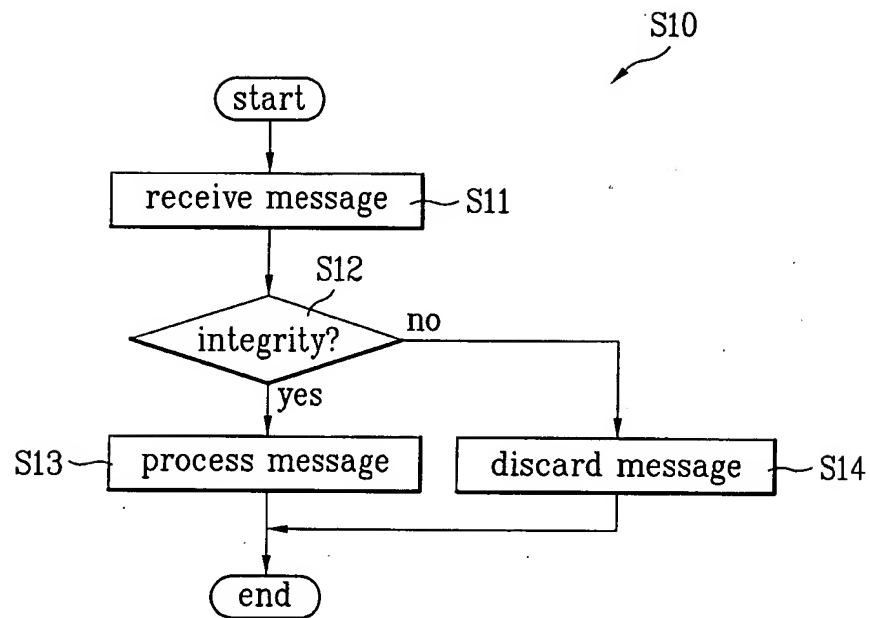 S10
start
receive message
S11
S12
integrity?
no
yes
S13
process message
discard message
S14
end